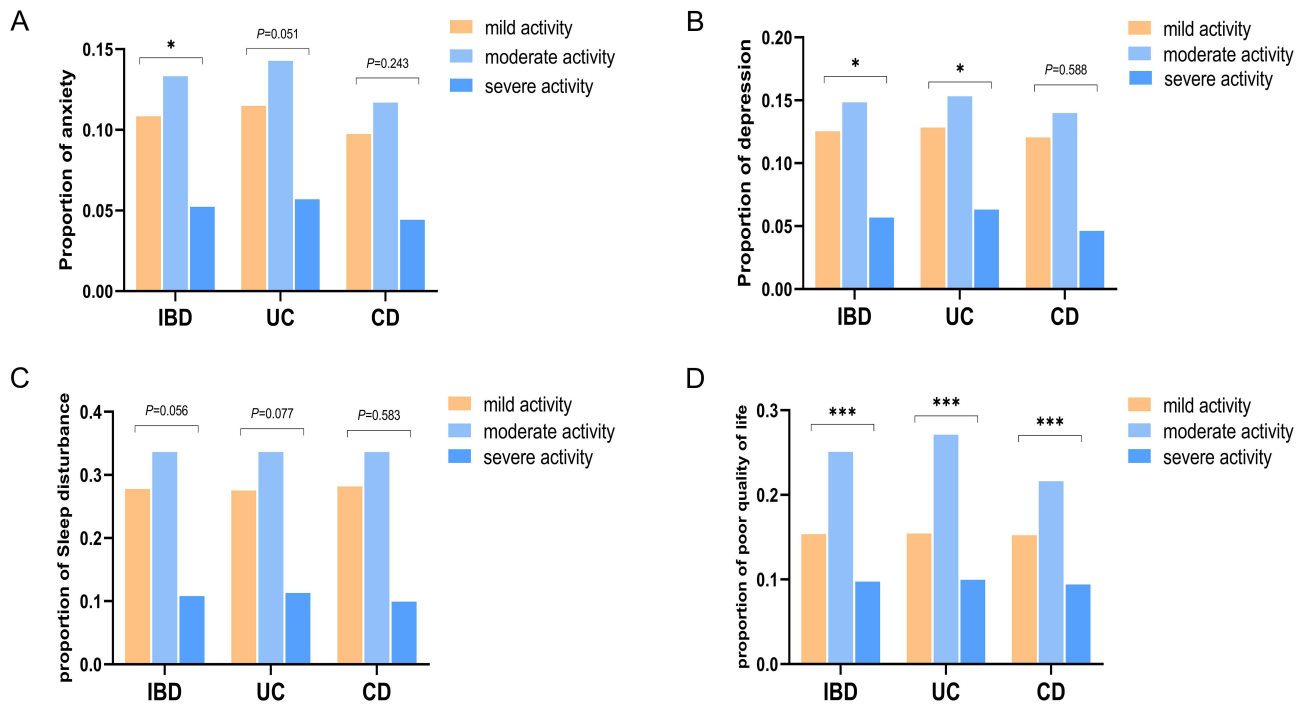 A
Proportion of anxiety
0.15
0.10
0.05
0.00
*
P=0.051
P=0.243
IBD
UC
CD
mild activity
moderate activity
severe activity
B
Proportion of depression
0.20
0.15
0.10
0.05
0.00
*
*
P=0.588
IBD
UC
CD
mild activity
moderate activity
severe activity
C
proportion of Sleep disturbance
0.4
0.3
0.2
0.1
0.0
P=0.056
P=0.077
P=0.583
IBD
UC
CD
mild activity
moderate activity
severe activity
D
proportion of poor quality of life
0.3
0.2
0.1
0.0
***
***
***
IBD
UC
CD
mild activity
moderate activity
severe activity